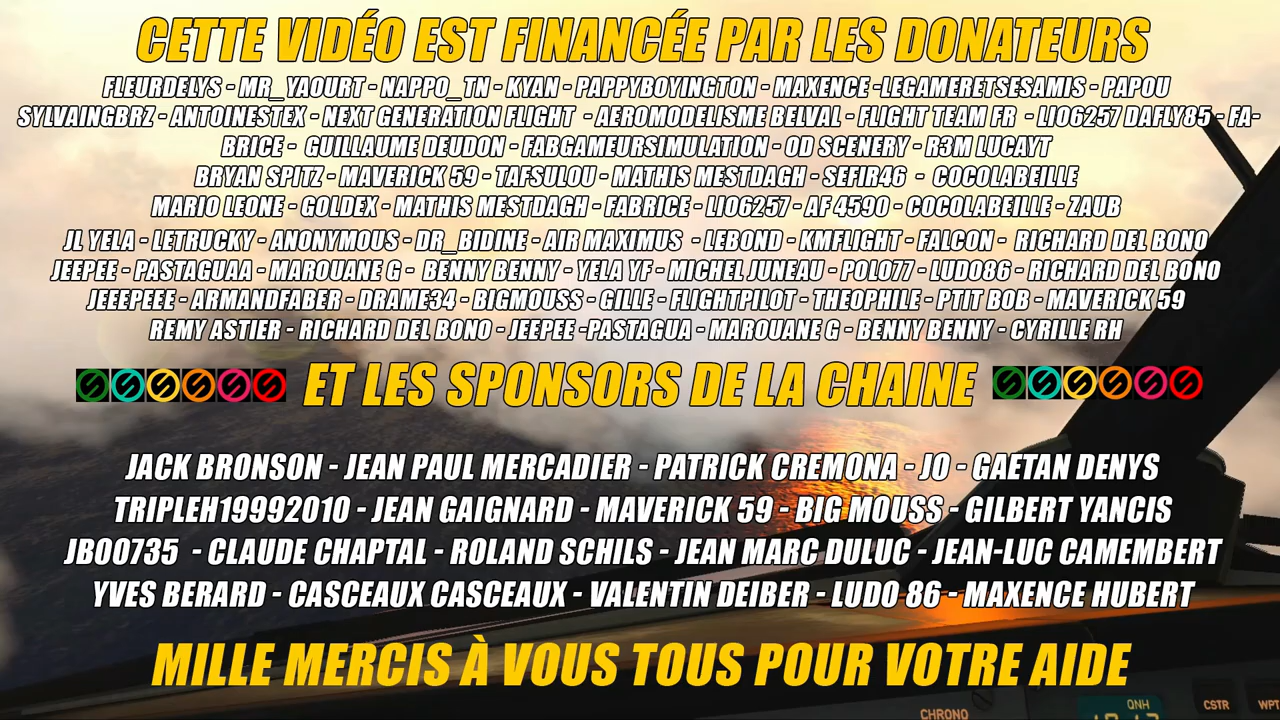 CETTE VIDÉO EST FINANCÉE PAR LES DONATEURS
FLEURDELYS - MR_YAOURT - NAPPO_TN - KYAN - PAPPYBOYINGTON - MAXENCE -LEGAMERETSESAMIS - PAPOU
SYLVAINGBRZ - ANTOINESTEX - NEXT GENERATION FLIGHT - AEROMODELISME BELVAL - FLIGHT TEAM FR - LIO6257 DAFLY85 - FA-
BRICE - GUILLAUME DEUDON - FABGAMEURSIMULATION - OD SCENERY - R3M LUCAYT
BRYAN SPITZ - MAVERICK 59 - TAFSULOU - MATHIS MESTDAGH - SEFIR46 - COCOLABEILLE
MARIO LEONE - GOLDEX - MATHIS MESTDAGH - FABRICE - LIO6257 - AF 4590 - COCOLABEILLE - ZAUB
JL YELA - LETRUCKY - ANONYMOUS - DR_BIDINE - AIR MAXIMUS - LEBOND - KMFLIGHT - FALCON - RICHARD DEL BONO
JEEPEE - PASTAGUAA - MAROUANE G - BENNY BENNY - YELA YF - MICHEL JUNEAU - POLO77 - LUDO86 - RICHARD DEL BONO
JEEEPEEE - ARMANDFABER - DRAME34 - BIGMOUSS - GILLE - FLIGHTPILOT - THEOPHILE - PTIT BOB - MAVERICK 59
REMY ASTIER - RICHARD DEL BONO - JEEPEE -PASTAGUA - MAROUANE G - BENNY BENNY - CYRILLE RH
ET LES SPONSORS DE LA CHAINE
JACK BRONSON - JEAN PAUL MERCADIER - PATRICK CREMONA - JO - GAETAN DENYS
TRIPLEH19992010 - JEAN GAIGNARD - MAVERICK 59 - BIG MOUSS - GILBERT YANCIS
JB00735 - CLAUDE CHAPTAL - ROLAND SCHILS - JEAN MARC DULUC - JEAN-LUC CAMEMBERT
YVES BERARD - CASCEAUX CASCEAUX - VALENTIN DEIBER - LUDO 86 - MAXENCE HUBERT
MILLE MERCIS À VOUS TOUS POUR VOTRE AIDE
CHRONO
QNH
CSTR
WPT